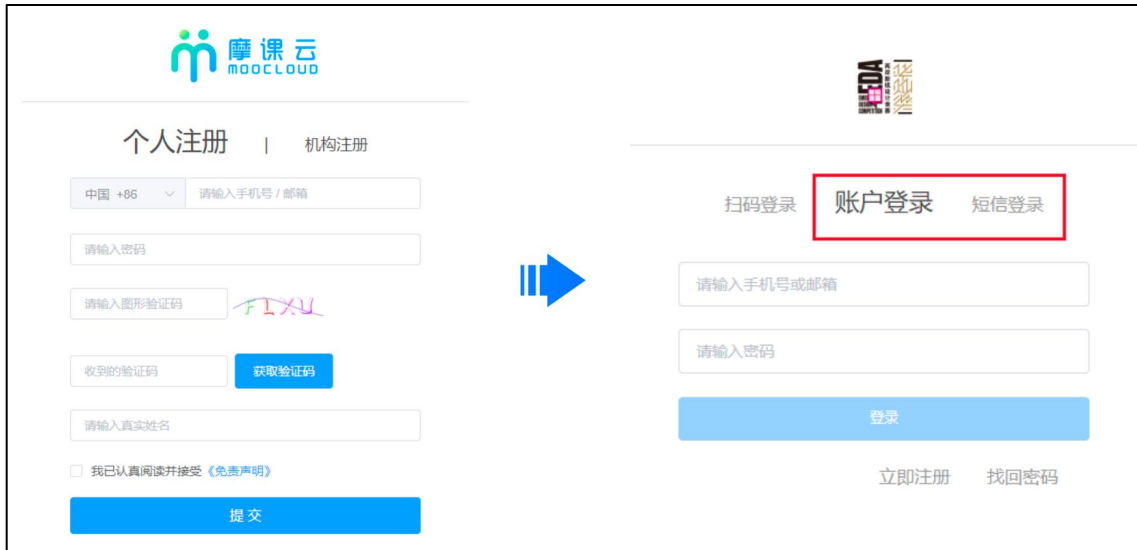 摩课云
MOOCLOUD
个人注册 | 机构注册
中国 +86 请输入手机号 / 邮箱
请输入密码
请输入图形验证码 FIXU
收到的验证码 获取验证码
请输入真实姓名
我已认真阅读并接受《免责声明》
提交
扫码登录 账户登录 短信登录
请输入手机号或邮箱
请输入密码
登录
立即注册 找回密码